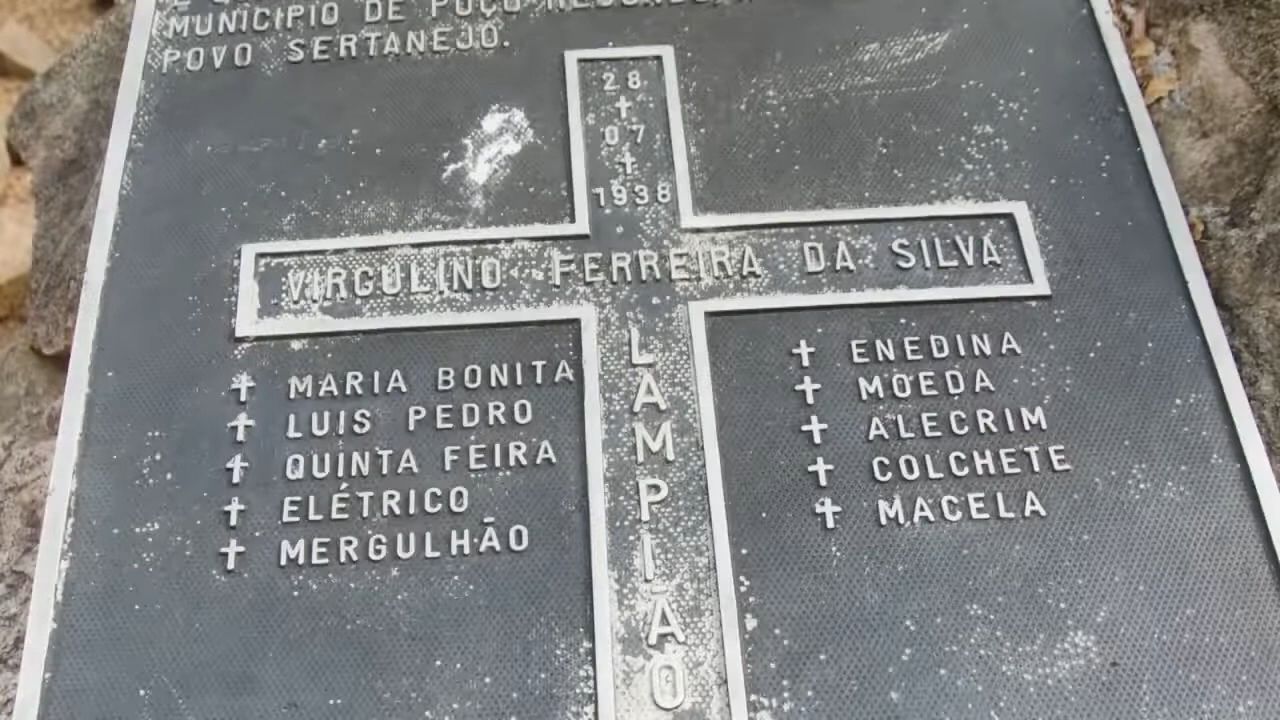 MUNICIPIO DE POÇO
POVO SERTANEJO.
28
07
1938
VIRGULINO FERREIRA DA SILVA
LAMPIÃO
MARIA BONITA
LUIS PEDRO
QUINTA FEIRA
ELÉTRICO
MERGULHÃO
ENEDINA
MOEDA
ALECRIM
COLCHETE
MACELA